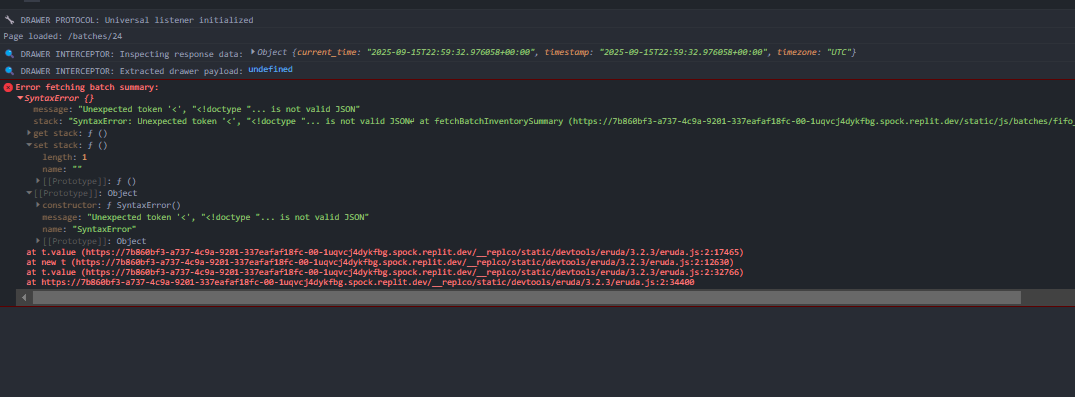 DRAWER PROTOCOL: Universal listener initialized
Page loaded: /batches/24
DRAWER INTERCEPTOR: Inspecting response data: Object {current_time: "2025-09-15T22:59:32.976058+00:00", timestamp: "2025-09-15T22:59:32.976058+00:00", timezone: "UTC"}
DRAWER INTERCEPTOR: Extracted drawer payload: undefined
Error fetching batch summary:
SyntaxError {}
message: "Unexpected token '<', "<!doctype "... is not valid JSON"
stack: "SyntaxError: Unexpected token '<', "<!doctype "... is not valid JSON↵ at fetchBatchInventorySummary (https://7b860bf3-a737-4c9a-9201-337eafaf18fc-00-1uqvcj4dykfbg.spock.replit.dev/static/js/batches/fifo_
get stack: ƒ ()
set stack: ƒ ()
length: 1
name: ""
[[Prototype]]: ƒ ()
[[Prototype]]: Object
constructor: ƒ SyntaxError()
message: "Unexpected token '<', "<!doctype "... is not valid JSON"
name: "SyntaxError"
[[Prototype]]: Object
at t.value (https://7b860bf3-a737-4c9a-9201-337eafaf18fc-00-1uqvcj4dykfbg.spock.replit.dev/__replco/static/devtools/eruda/3.2.3/eruda.js:2:17465)
at new t (https://7b860bf3-a737-4c9a-9201-337eafaf18fc-00-1uqvcj4dykfbg.spock.replit.dev/__replco/static/devtools/eruda/3.2.3/eruda.js:2:12630)
at t.value (https://7b860bf3-a737-4c9a-9201-337eafaf18fc-00-1uqvcj4dykfbg.spock.replit.dev/__replco/static/devtools/eruda/3.2.3/eruda.js:2:32766)
at https://7b860bf3-a737-4c9a-9201-337eafaf18fc-00-1uqvcj4dykfbg.spock.replit.dev/__replco/static/devtools/eruda/3.2.3/eruda.js:2:34400